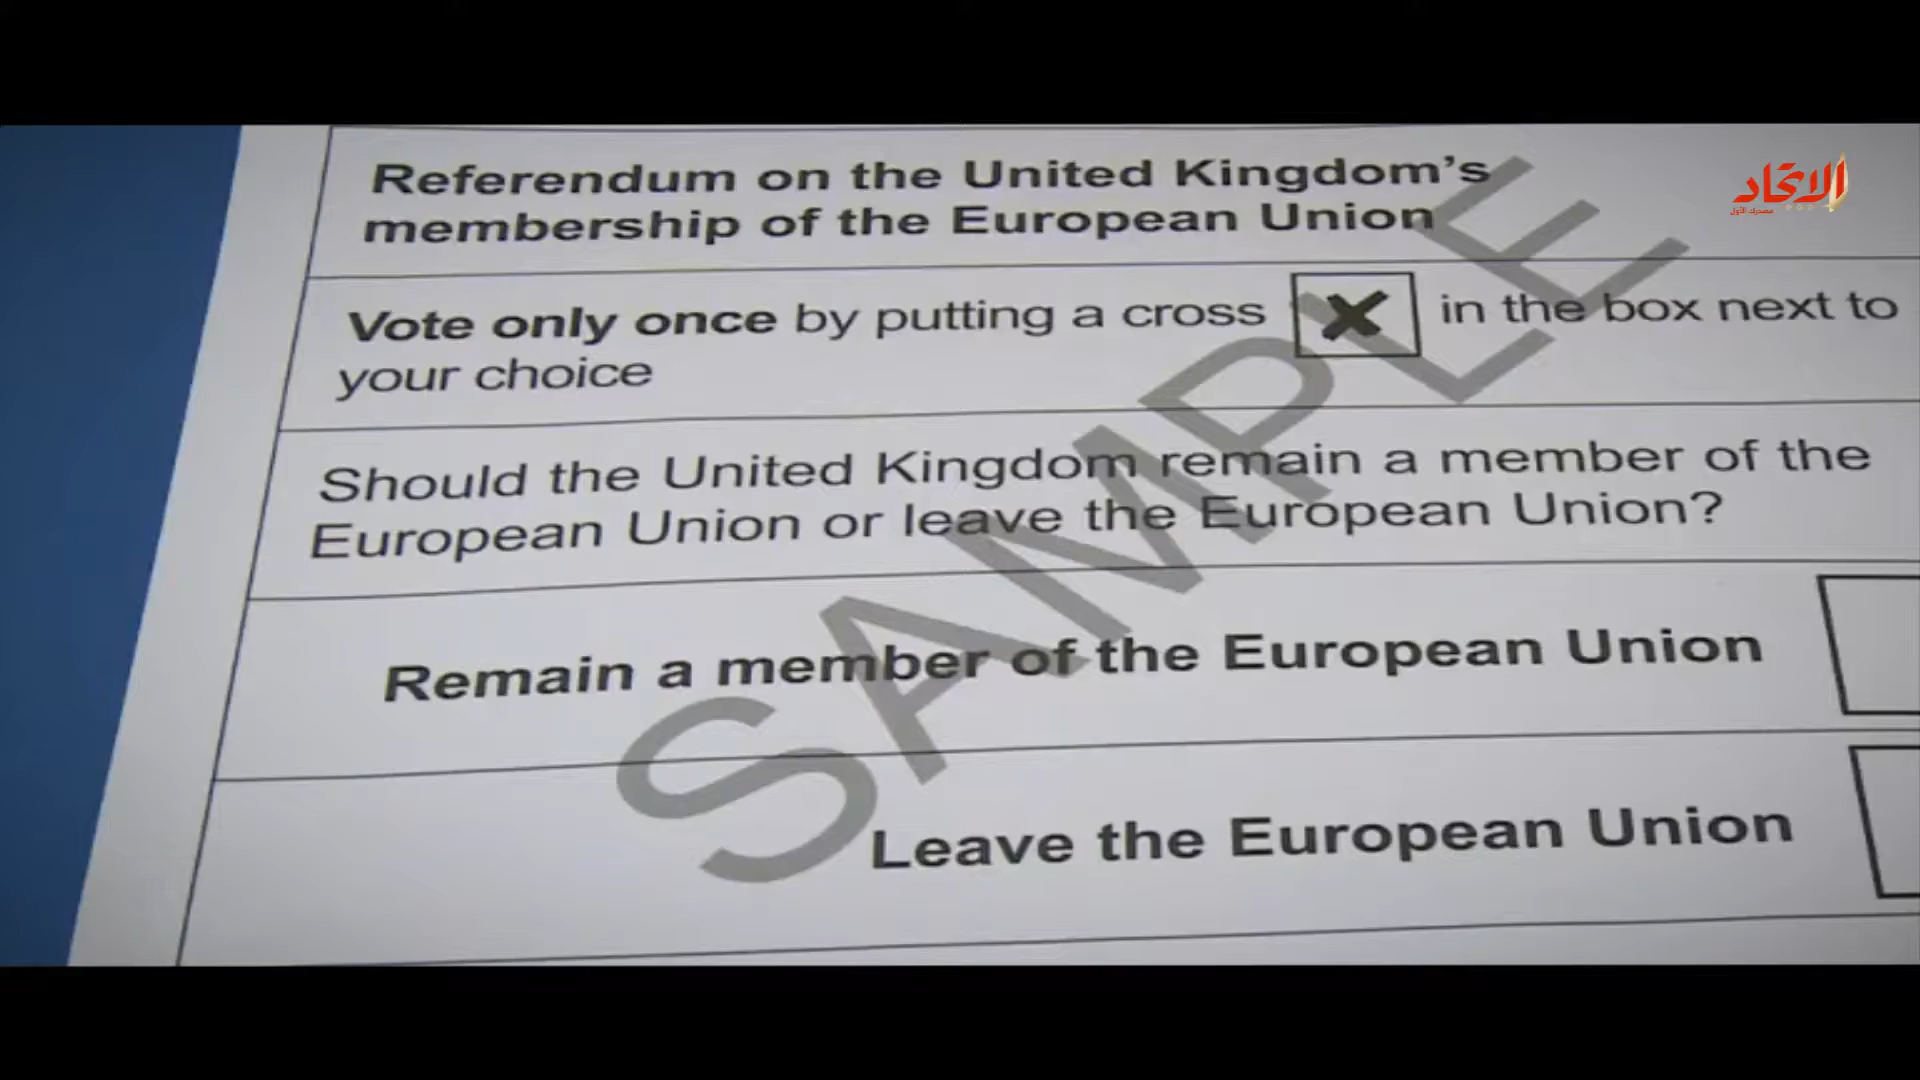 Referendum on the United Kingdom's
membership of the European Union
الاتحاد
مصدرك الأول
Vote only once by putting a cross X in the box next to
your choice
Should the United Kingdom remain a member of the
European Union or leave the European Union?
Remain a member of the European Union
Leave the European Union
SAMPLE